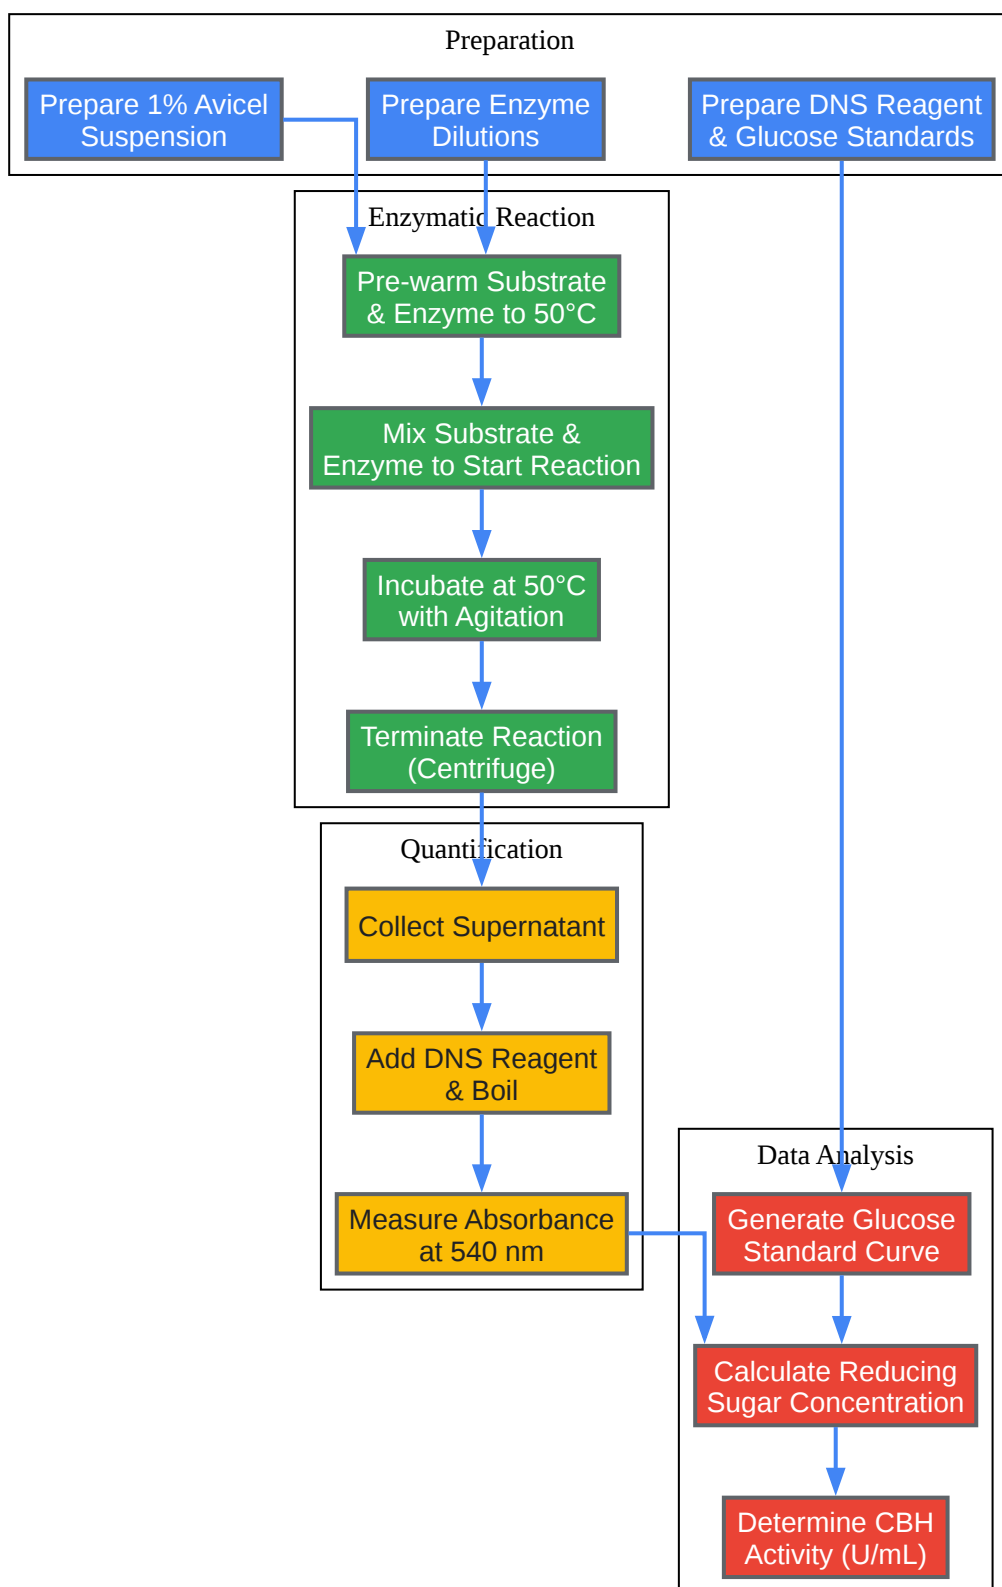 Preparation
Prepare 1% Avicel
Suspension
Prepare Enzyme
Dilutions
Prepare DNS Reagent
& Glucose Standards
Enzymatic Reaction
Pre-warm Substrate
& Enzyme to 50°C
Mix Substrate &
Enzyme to Start Reaction
Incubate at 50°C
with Agitation
Terminate Reaction
(Centrifuge)
Quantification
Collect Supernatant
Add DNS Reagent
& Boil
Measure Absorbance
at 540 nm
Data Analysis
Generate Glucose
Standard Curve
Calculate Reducing
Sugar Concentration
Determine CBH
Activity (U/mL)